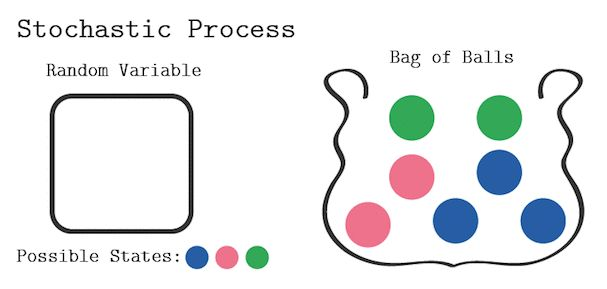 Stochastic Process
Random Variable
Bag of Balls
Possible States: